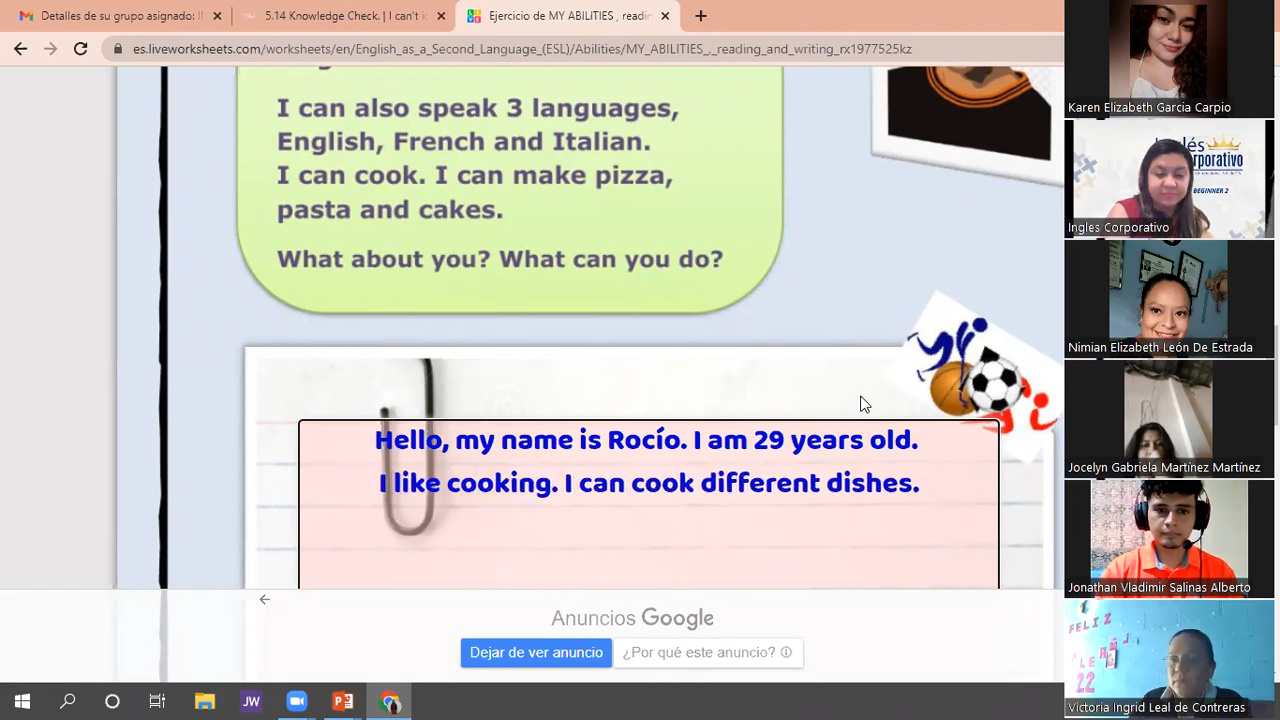 Detalles de su grupo asignado: I
5.14 Knowledge Check. | I can't i
Ejercicio de MY ABILITIES , readin
es.liveworksheets.com/worksheets/en/English_as_a_Second_Language_(ESL)/Abilities/MY_ABILITIES_,_reading_and_writing_rx1977525kz
I can also speak 3 languages,
English, French and Italian.
I can cook. I can make pizza,
pasta and cakes.
What about you? What can you do?
Hello, my name is Rocío. I am 29 years old.
I like cooking. I can cook different dishes.
Anuncios Google
Dejar de ver anuncio
¿Por qué este anuncio?
JW
Karen Elizabeth Garcia Carpio
BEGINNER 2
Ingles Corporativo
Nimian Elizabeth León De Estrada
Jocelyn Gabriela Martínez Martínez
Jonathan Vladimir Salinas Alberto
FELIZ
22
Victoria Ingrid Leal de Contreras